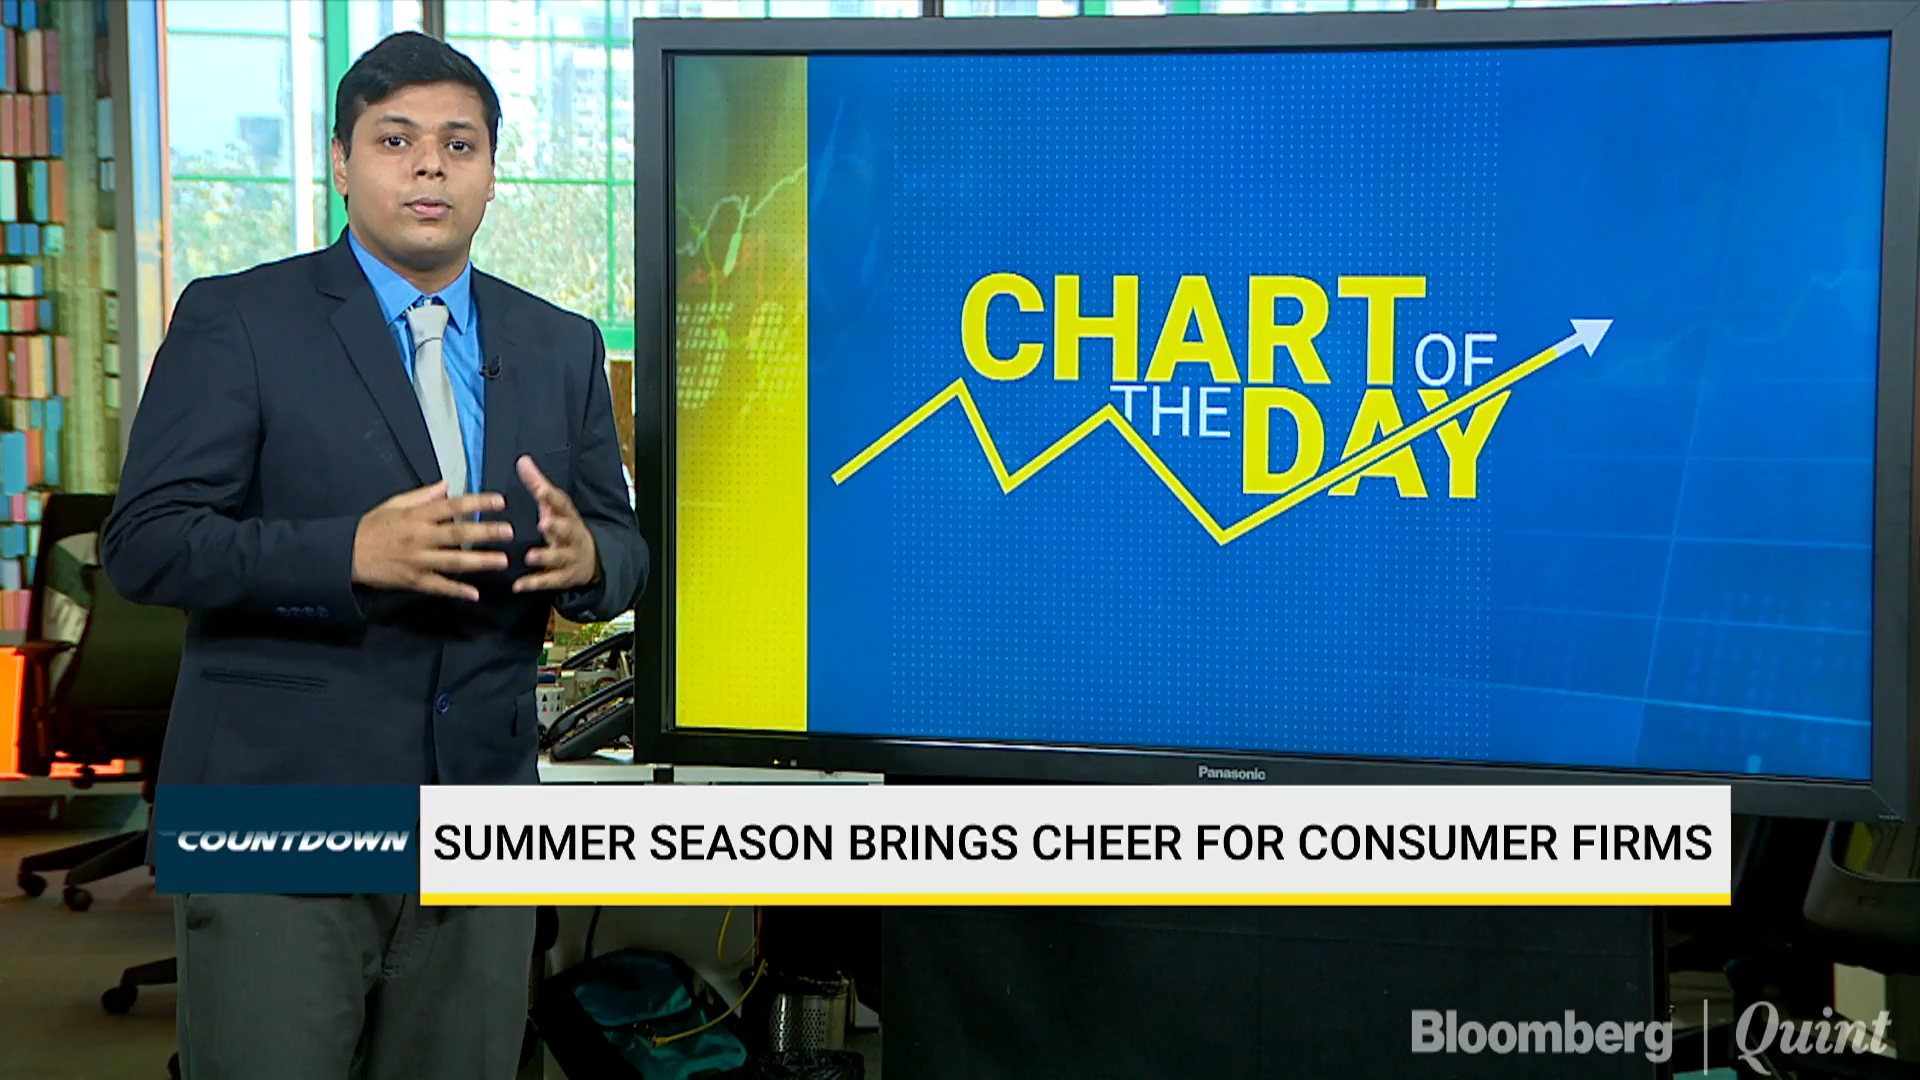 CHART OF
THE DAY
Panasonic
COUNTDOWN
SUMMER SEASON BRINGS CHEER FOR CONSUMER FIRMS
Bloomberg | Quint